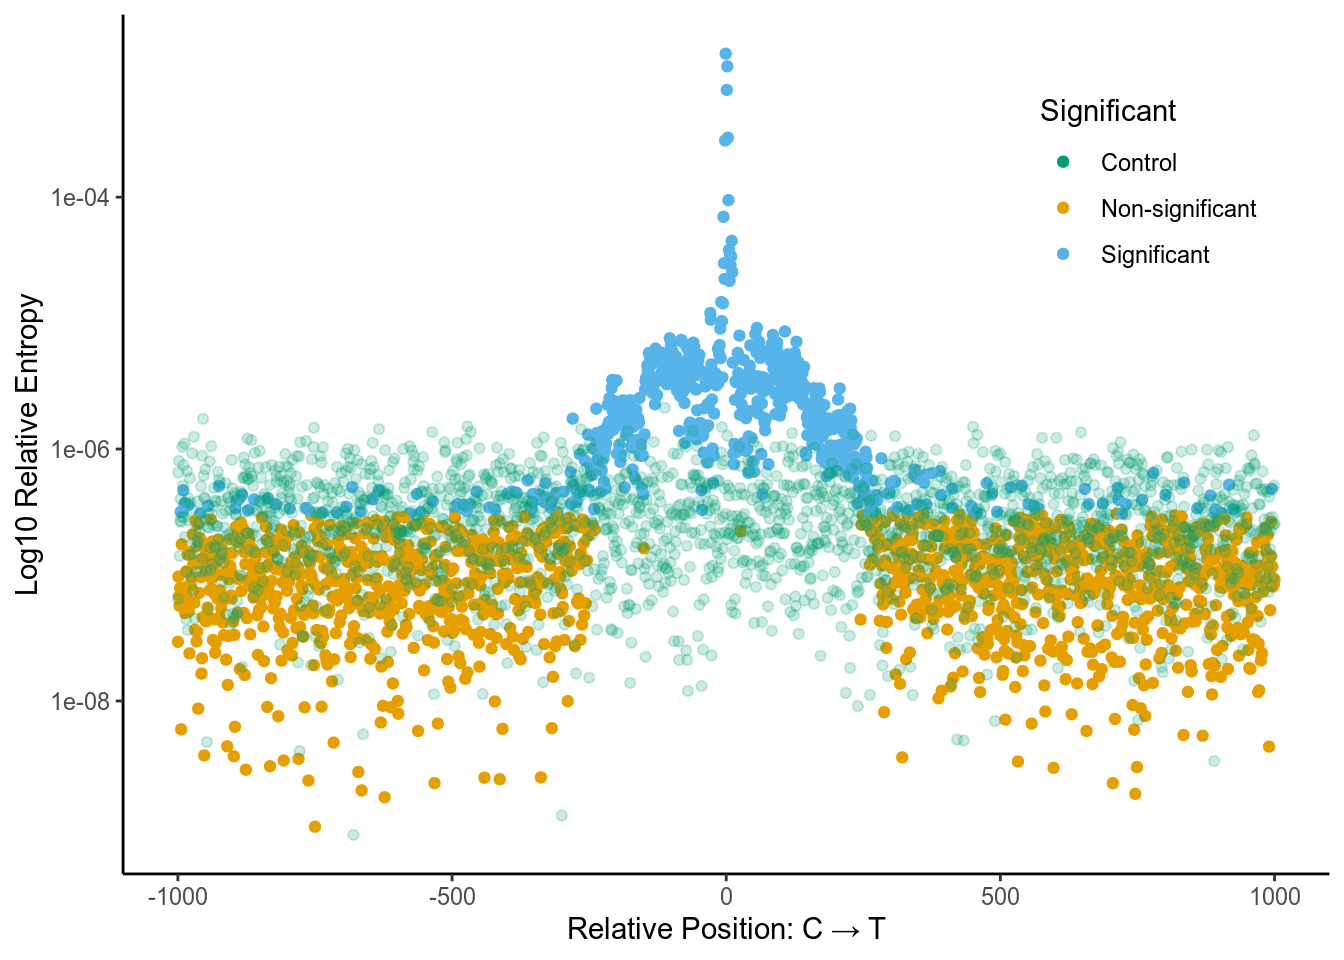 Significant
Control
Non-significant
Significant
1e-04
1e-06
1e-08
Log10 Relative Entropy
-1000 -500 0 500 1000
Relative Position: C → T